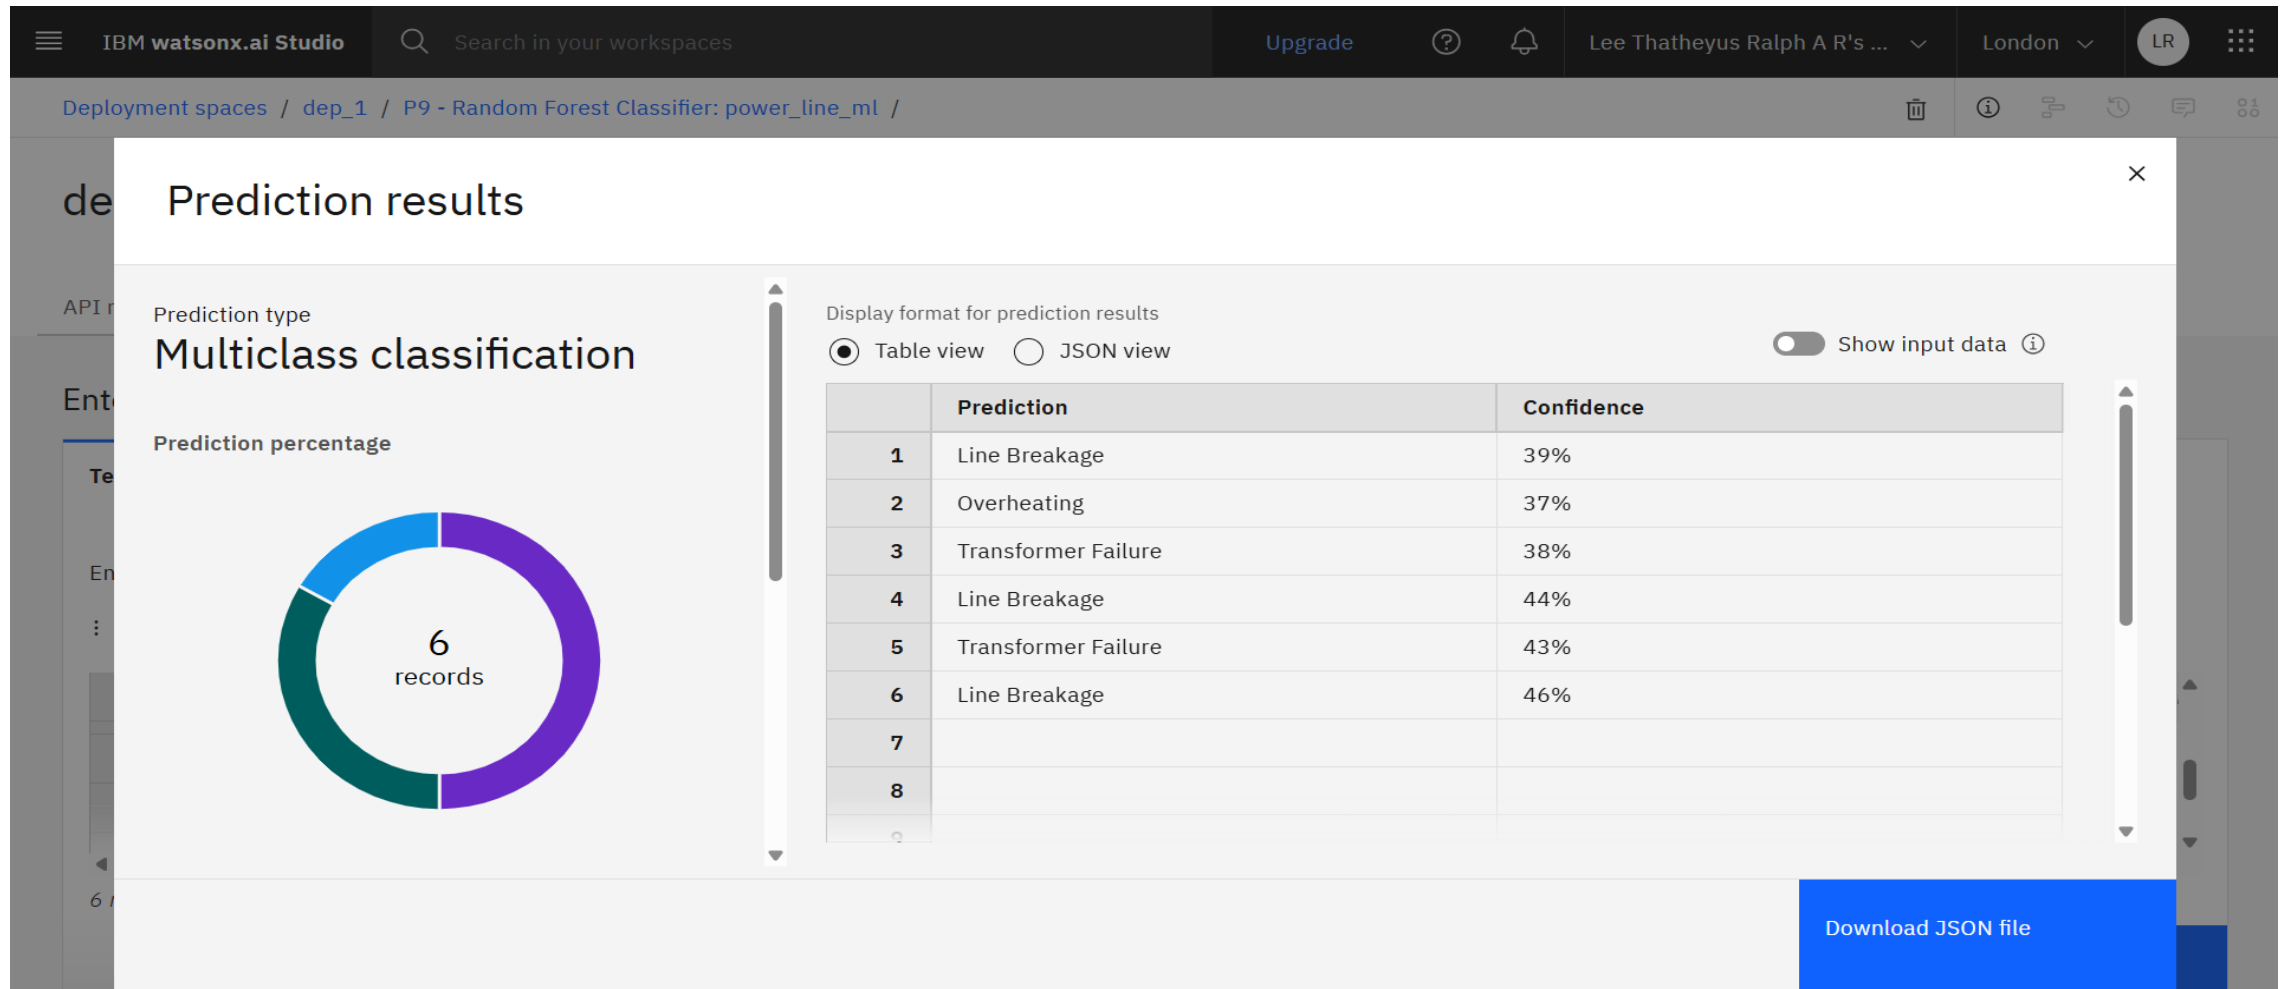 IBM watsonx.ai Studio
Search in your workspaces
Upgrade
Lee Thatheyus Ralph A R's ...
London
LR
Deployment spaces / dep_1 / P9 - Random Forest Classifier: power_line_ml /
de
Prediction results
API r
Prediction type
Multiclass classification
Ent
Prediction percentage
Te
En
6
records
6 r
Display format for prediction results
Table view
JSON view
Show input data
Prediction Confidence
1 Line Breakage 39%
2 Overheating 37%
3 Transformer Failure 38%
4 Line Breakage 44%
5 Transformer Failure 43%
6 Line Breakage 46%
7
8
9
Download JSON file